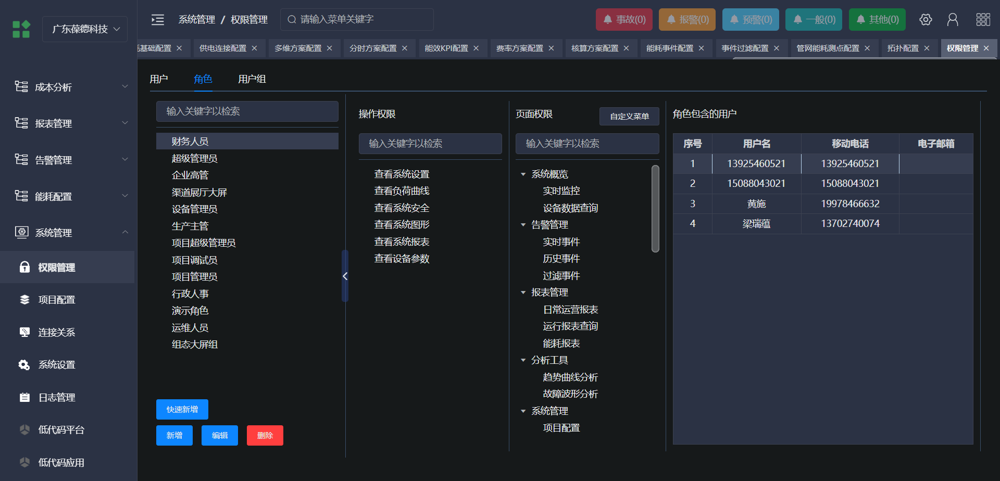 广东葆德科技
系统管理 / 权限管理
请输入菜单关键字
事故(0)
报警(0)
预警(0)
一般(0)
其他(0)
基础配置
供电连接配置
多维方案配置
分时方案配置
能效KPI配置
费率方案配置
核算方案配置
能耗事件配置
事件过滤配置
管网能耗测点配置
拓扑配置
权限管理
成本分析
报表管理
告警管理
能耗配置
系统管理
权限管理
项目配置
连接关系
系统设置
日志管理
低代码平台
低代码应用
用户
角色
用户组
输入关键字以检索
财务人员
超级管理员
企业高管
渠道展厅大屏
设备管理员
生产主管
项目超级管理员
项目调试员
项目管理员
行政人事
演示角色
运维人员
组态大屏组
快速新增
新增
编辑
删除
操作权限
输入关键字以检索
查看系统设置
查看负荷曲线
查看系统安全
查看系统图形
查看系统报表
查看设备参数
页面权限
自定义菜单
输入关键字以检索
系统概览
实时监控
设备数据查询
告警管理
实时事件
历史事件
过滤事件
报表管理
日常运营报表
运行报表查询
能耗报表
分析工具
趋势曲线分析
故障波形分析
系统管理
项目配置
角色包含的用户
序号 用户名 移动电话 电子邮箱
1 13925460521 13925460521
2 15088043021 15088043021
3 黄施 19978466632
4 梁瑞蕴 13702740074